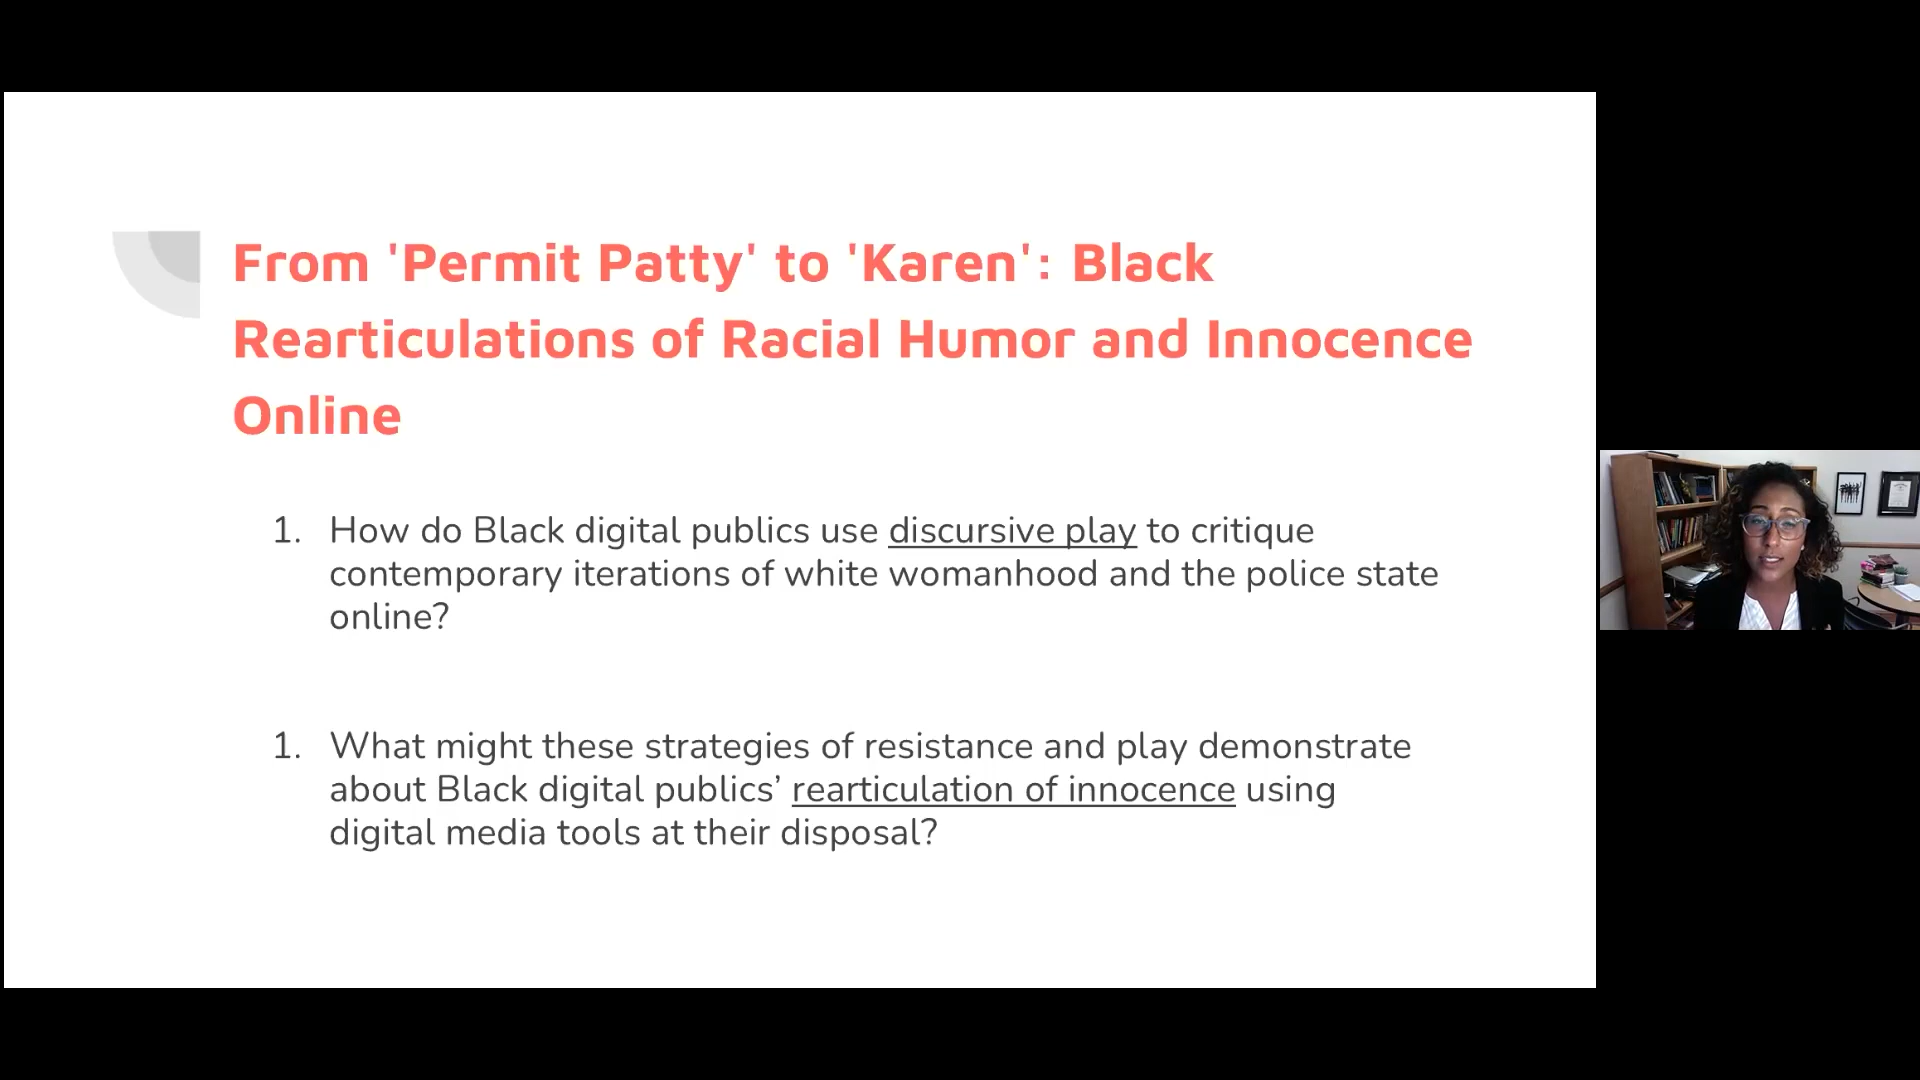 From 'Permit Patty' to 'Karen': Black
Rearticulations of Racial Humor and Innocence
Online
1. How do Black digital publics use discursive play to critique
contemporary iterations of white womanhood and the police state
online?
1. What might these strategies of resistance and play demonstrate
about Black digital publics’ rearticulation of innocence using
digital media tools at their disposal?